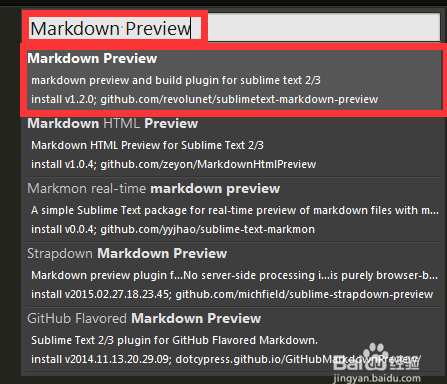 Markdown Preview
Markdown Preview
markdown preview and build plugin for sublime text 2/3
install v1.2.0; github.com/revolunet/sublimetext-markdown-preview
Markdown HTML Preview
Markdown HTML Preview for Sublime Text 2/3
install v1.0.4; github.com/zeyon/MarkdownHtmlPreview
Markmon real-time markdown preview
A simple Sublime Text package for real-time preview of markdown files with m...
install v0.0.4; github.com/yyjhao/sublime-text-markmon
Strapdown Markdown Preview
Markdown preview plugin f...No server-side processing i...is purely browser-b...
install v2015.02.27.18.23.45; github.com/michfield/sublime-strapdown-preview
GitHub Flavored Markdown Preview
Sublime Text 2/3 plugin for GitHub Flavored Markdown.
install v2014.11.13.20.29.09; dotcypress.github.io/GitHubMarkdownPreview/
Baidu 经验
jingyan.baidu.com